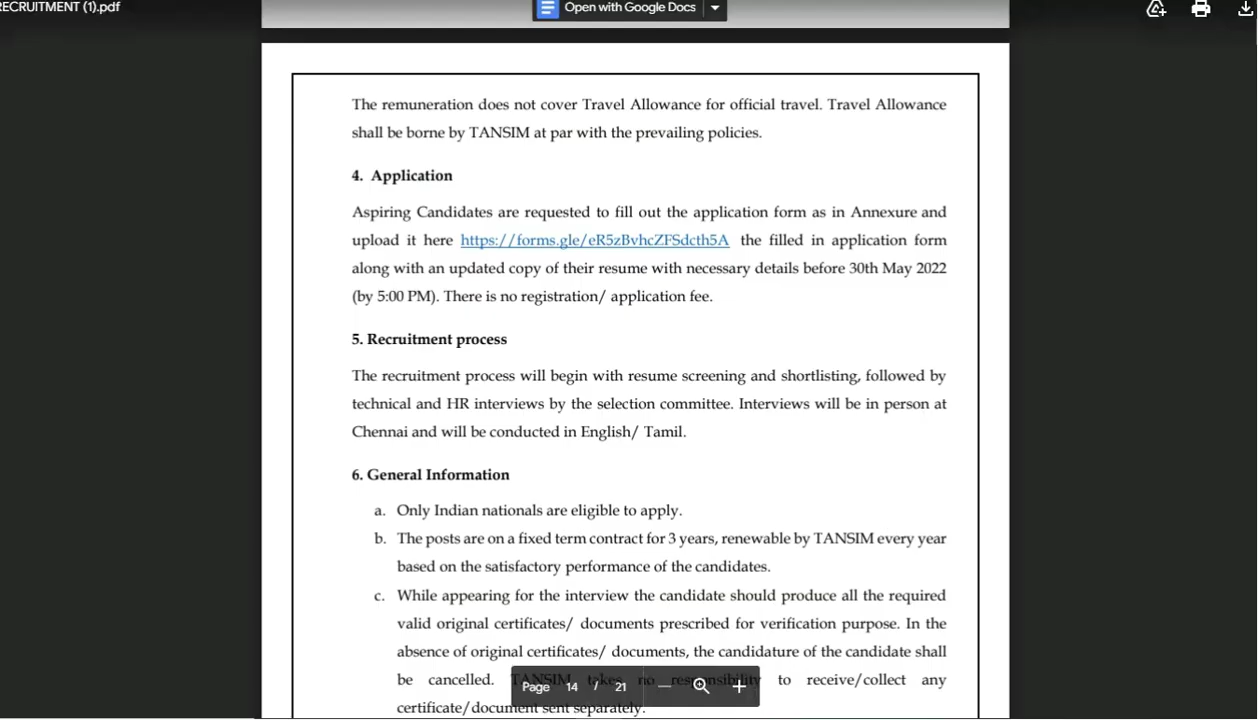 RECRUITMENT (1).pdf
Open with Google Docs
The remuneration does not cover Travel Allowance for official travel. Travel Allowance
shall be borne by TANSIM at par with the prevailing policies.
4. Application
Aspiring Candidates are requested to fill out the application form as in Annexure and
upload it here https://forms.gle/eR5zBvhcZFSdcth5A the filled in application form
along with an updated copy of their resume with necessary details before 30th May 2022
(by 5:00 PM). There is no registration/ application fee.
5. Recruitment process
The recruitment process will begin with resume screening and shortlisting, followed by
technical and HR interviews by the selection committee. Interviews will be in person at
Chennai and will be conducted in English/ Tamil.
6. General Information
a. Only Indian nationals are eligible to apply.
b. The posts are on a fixed term contract for 3 years, renewable by TANSIM every year
based on the satisfactory performance of the candidates.
c. While appearing for the interview the candidate should produce all the required
valid original certificates/ documents prescribed for verification purpose. In the
absence of original certificates/ documents, the candidature of the candidate shall
be cancelled. TANSIM takes no responsibility to receive/collect any
certificate/document sent separately.
Page 14 / 21